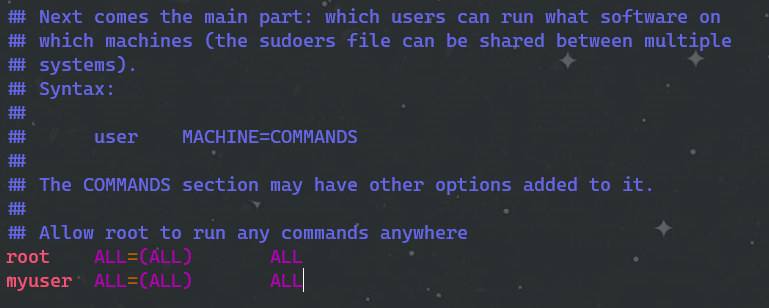 ## Next comes the main part: which users can run what software on
## which machines (the sudoers file can be shared between multiple
## systems).
## Syntax:
##
##      user    MACHINE=COMMANDS
##
## The COMMANDS section may have other options added to it.
##
## Allow root to run any commands anywhere
root    ALL=(ALL)       ALL
myuser  ALL=(ALL)       ALL